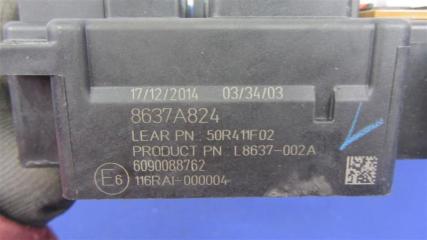 17/12/2014 03/34/03
8637A824
LEAR PN: 50R411F02
PRODUCT PN: L8637-002A
6090088762
E6 116RAI-000004